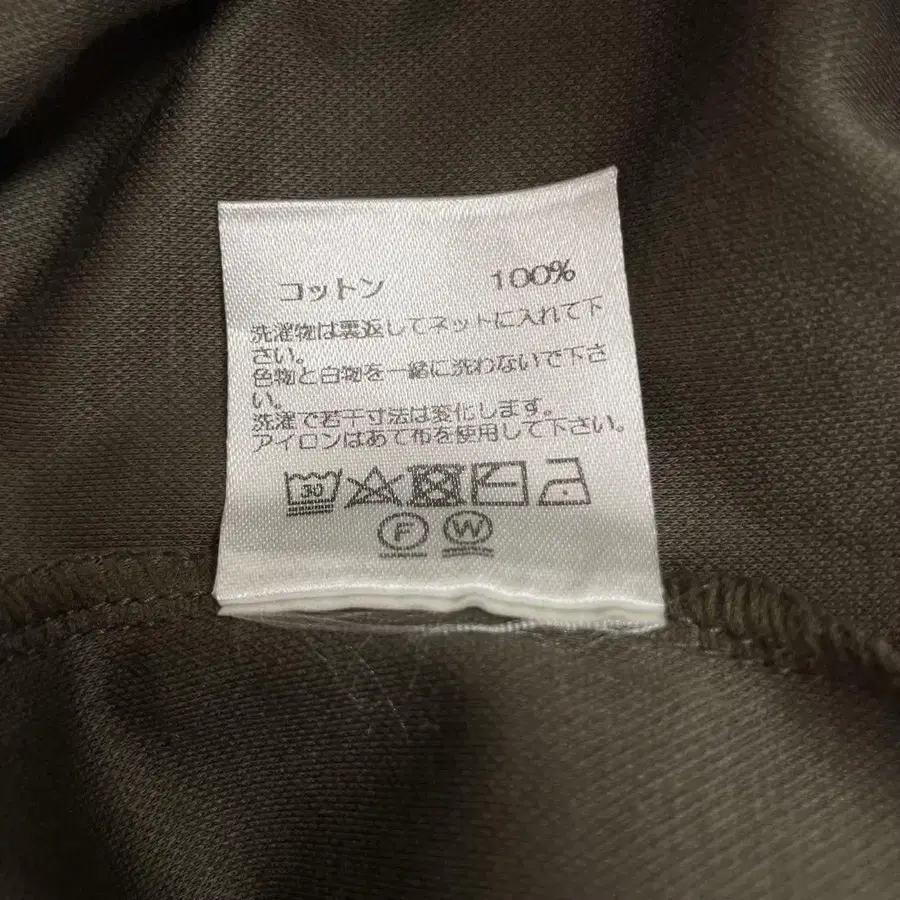 コットン 100%
洗濯物は裏返してネットに入れて下
さい。
色物と白物を一緒に洗わないで下さ
い。
洗濯で若干寸法は変化します。
アイロンはあて布を使用して下さい。
30
F W